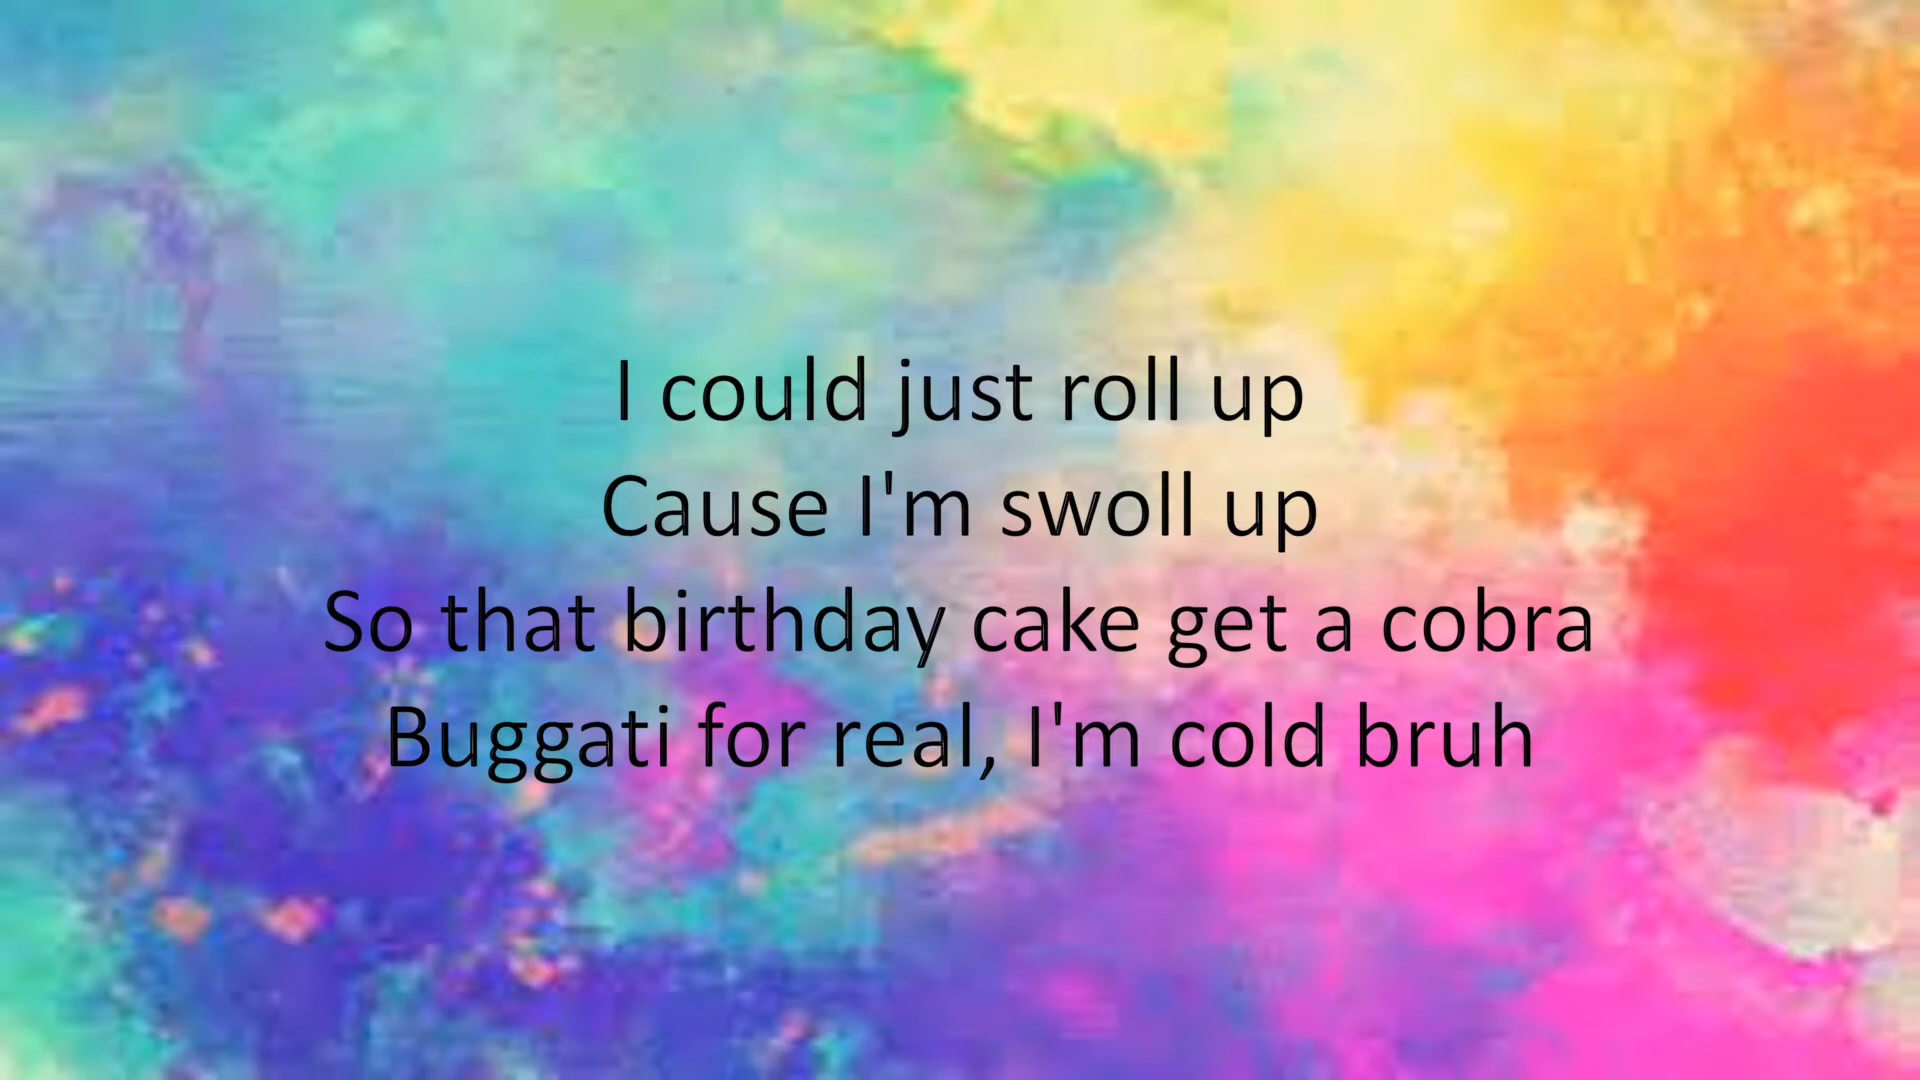 I could just roll up
Cause I'm swoll up
So that birthday cake get a cobra
Buggati for real, I'm cold bruh